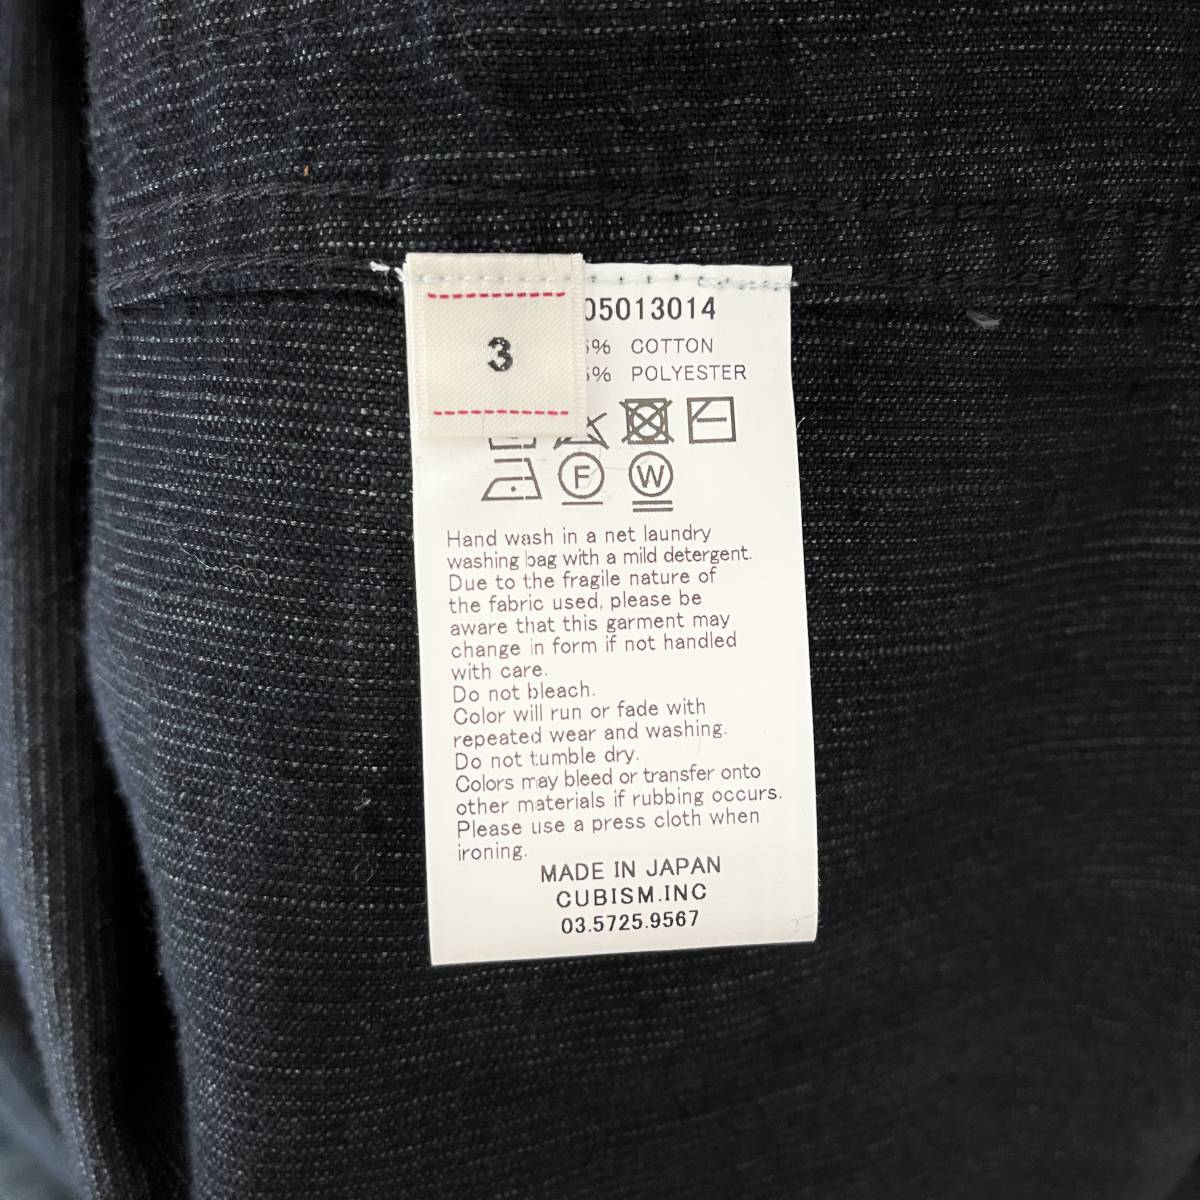 3
05013014
% COTTON
% POLYESTER
F W
Hand wash in a net laundry
washing bag with a mild detergent.
Due to the fragile nature of
the fabric used, please be
aware that this garment may
change in form if not handled
with care.
Do not bleach.
Color will run or fade with
repeated wear and washing.
Do not tumble dry.
Colors may bleed or transfer onto
other materials if rubbing occurs.
Please use a press cloth when
ironing.
MADE IN JAPAN
CUBISM.INC
03.5725.9567